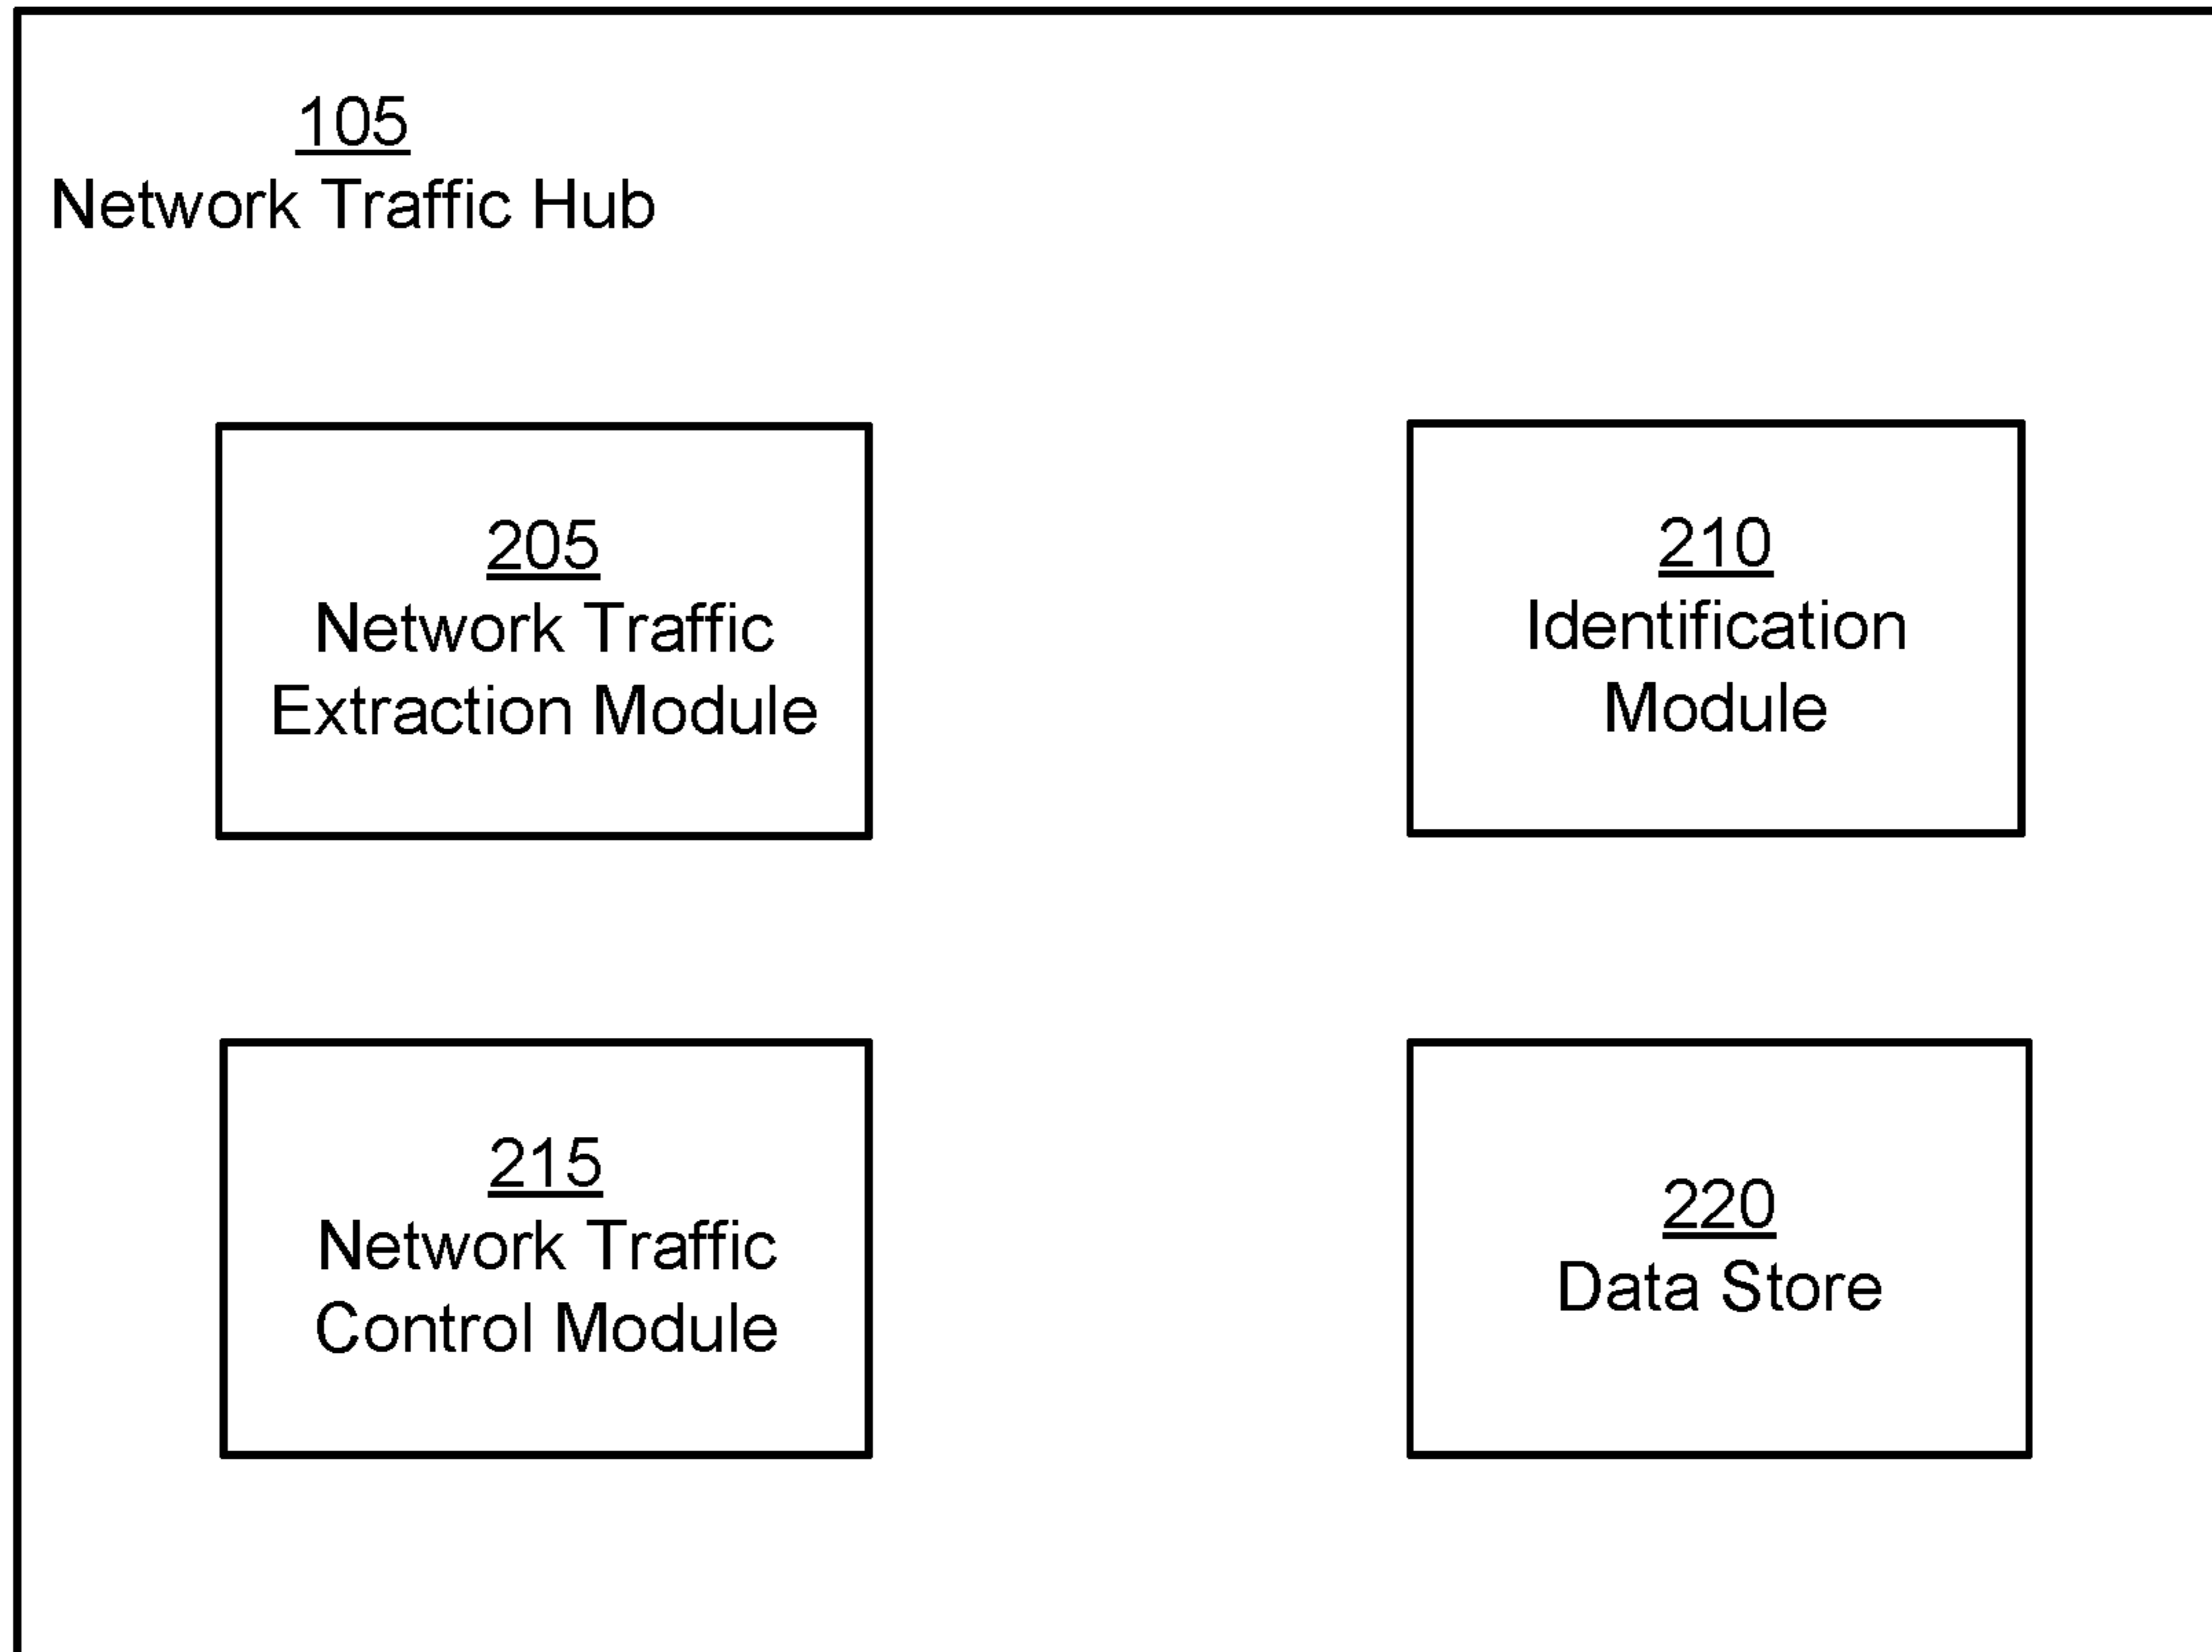 105
Network Traffic Hub
205
Network Traffic
Extraction Module
210
Identification
Module
215
Network Traffic
Control Module
220
Data Store